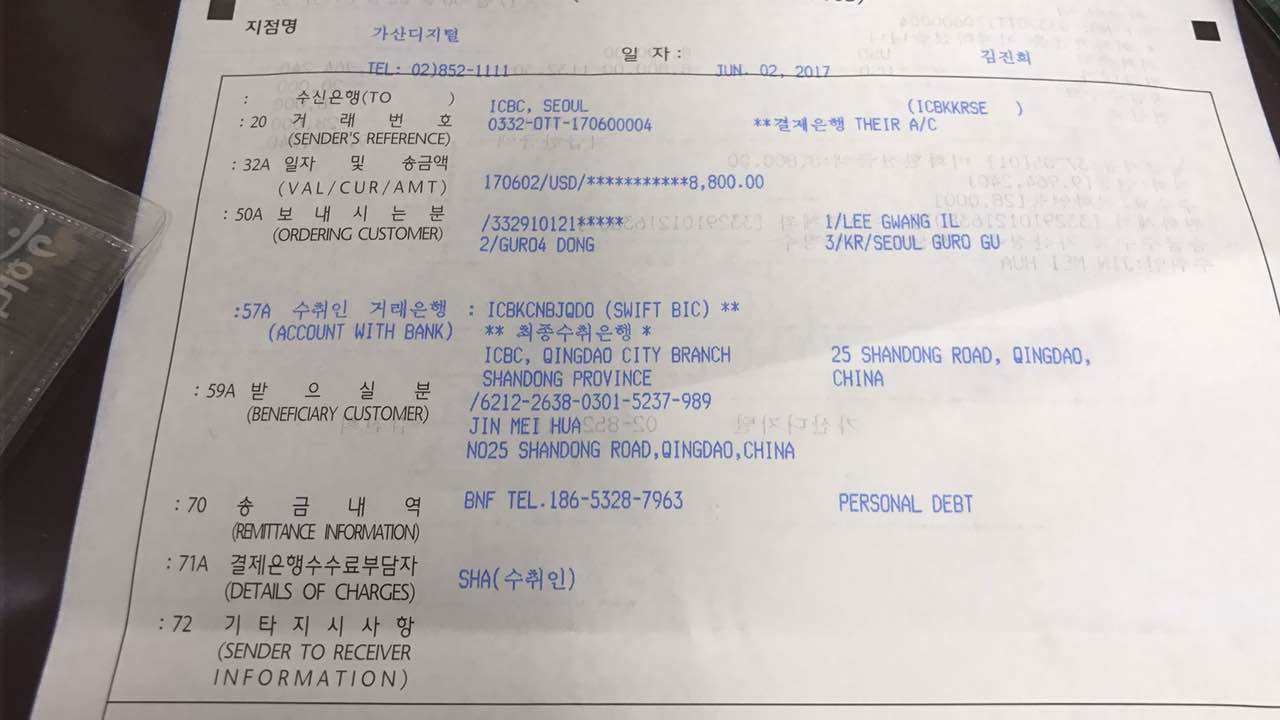 지점명 가산디지털
일 자 : 김진희
TEL: 02)852-1111 JUN. 02, 2017
: 수신은행(TO ) ICBC, SEOUL (ICBKKRSE )
:20 거 래 번 호 0332-OTT-170600004 **결제은행 THEIR A/C
(SENDER'S REFERENCE)
:32A 일자 및 송금액
(VAL/CUR/AMT) 170602/USD/***********8,800.00
:50A 보 내 시 는 분 /332910121***** 1/LEE GWANG IL
(ORDERING CUSTOMER) 2/GURO4 DONG 3/KR/SEOUL GURO GU
:57A 수취인 거래은행 : ICBKCNBJQDO (SWIFT BIC) **
(ACCOUNT WITH BANK) ** 최종수취은행 *
ICBC, QINGDAO CITY BRANCH 25 SHANDONG ROAD, QINGDAO,
SHANDONG PROVINCE CHINA
:59A 받 으 실 분 /6212-2638-0301-5237-989
(BENEFICIARY CUSTOMER) JIN MEI HUA
NO25 SHANDONG ROAD,QINGDAO,CHINA
:70 송 금 내 역 BNF TEL.186-5328-7963 PERSONAL DEBT
(REMITTANCE INFORMATION)
:71A 결제은행수수료부담자
(DETAILS OF CHARGES) SHA(수취인)
:72 기 타 지 시 사 항
(SENDER TO RECEIVER
INFORMATION)